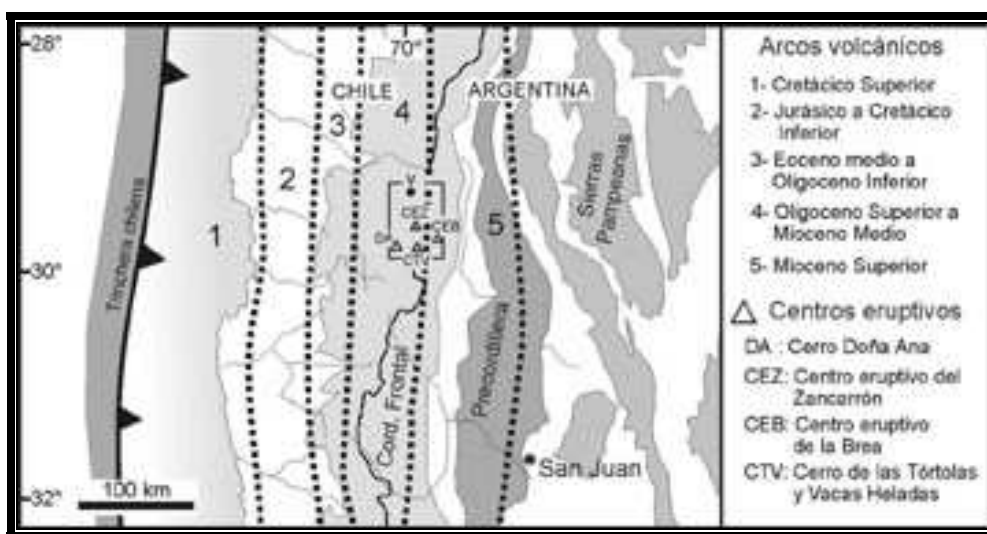 -28°
70°
CHILE
ARGENTINA
3
4
2
1
5
CEB
DA
-30°
-32°
Trinchera chilena
Cord. Frontal
Precordillera
Sierras
Pampeanas
San Juan
100 km
Arcos volcánicos
1- Cretácico Superior
2- Jurásico a Cretácico
Inferior
3- Eoceno medio a
Oligoceno Inferior
4- Oligoceno Superior a
Mioceno Medio
5- Mioceno Superior
Centros eruptivos
DA : Cerro Doña Ana
CEZ: Centro eruptivo del
Zancarrón
CEB: Centro eruptivo
de la Brea
CTV: Cerro de las Tórtolas
y Vacas Heladas